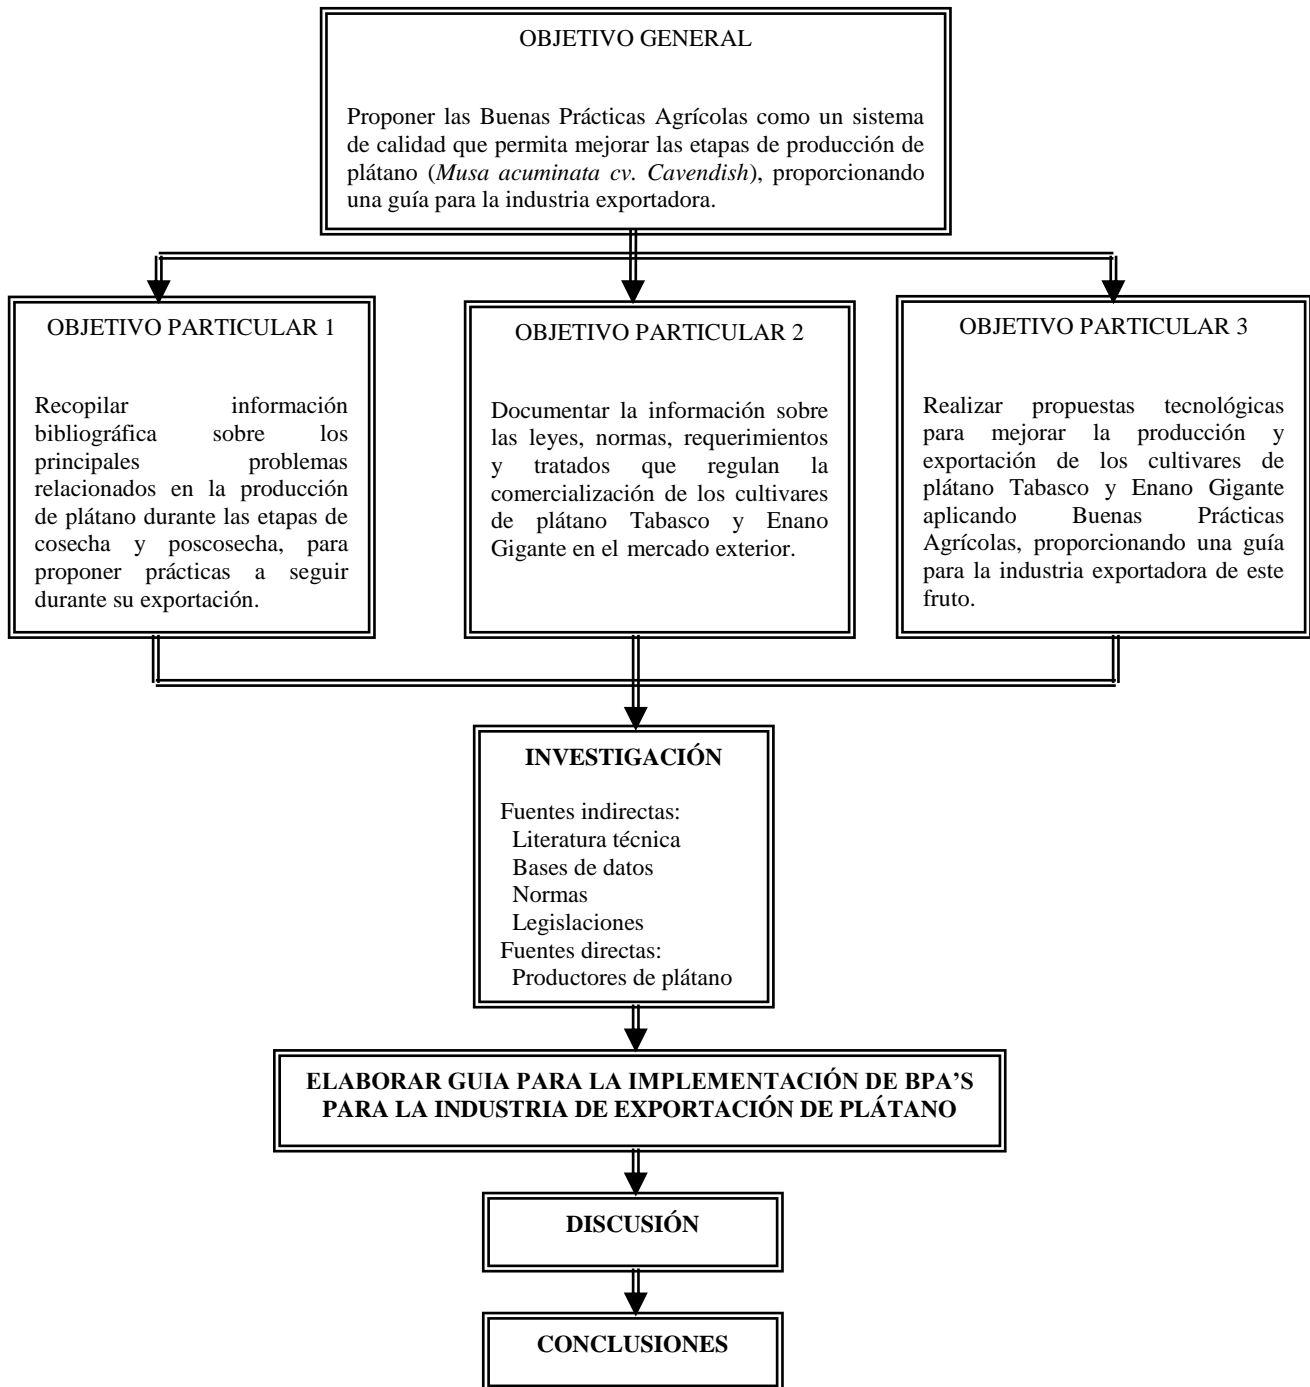 OBJETIVO GENERAL
Proponer las Buenas Prácticas Agrícolas como un sistema
de calidad que permita mejorar las etapas de producción de
plátano (Musa acuminata cv. Cavendish), proporcionando
una guía para la industria exportadora.
OBJETIVO PARTICULAR 1
Recopilar información
bibliográfica sobre los
principales problemas
relacionados en la producción
de plátano durante las etapas de
cosecha y poscosecha, para
proponer prácticas a seguir
durante su exportación.
OBJETIVO PARTICULAR 2
Documentar la información sobre
las leyes, normas, requerimientos
y tratados que regulan la
comercialización de los cultivares
de plátano Tabasco y Enano
Gigante en el mercado exterior.
OBJETIVO PARTICULAR 3
Realizar propuestas tecnológicas
para mejorar la producción y
exportación de los cultivares de
plátano Tabasco y Enano Gigante
aplicando Buenas Prácticas
Agrícolas, proporcionando una guía
para la industria exportadora de este
fruto.
INVESTIGACIÓN
Fuentes indirectas:
Literatura técnica
Bases de datos
Normas
Legislaciones
Fuentes directas:
Productores de plátano
ELABORAR GUIA PARA LA IMPLEMENTACIÓN DE BPA’S
PARA LA INDUSTRIA DE EXPORTACIÓN DE PLÁTANO
DISCUSIÓN
CONCLUSIONES